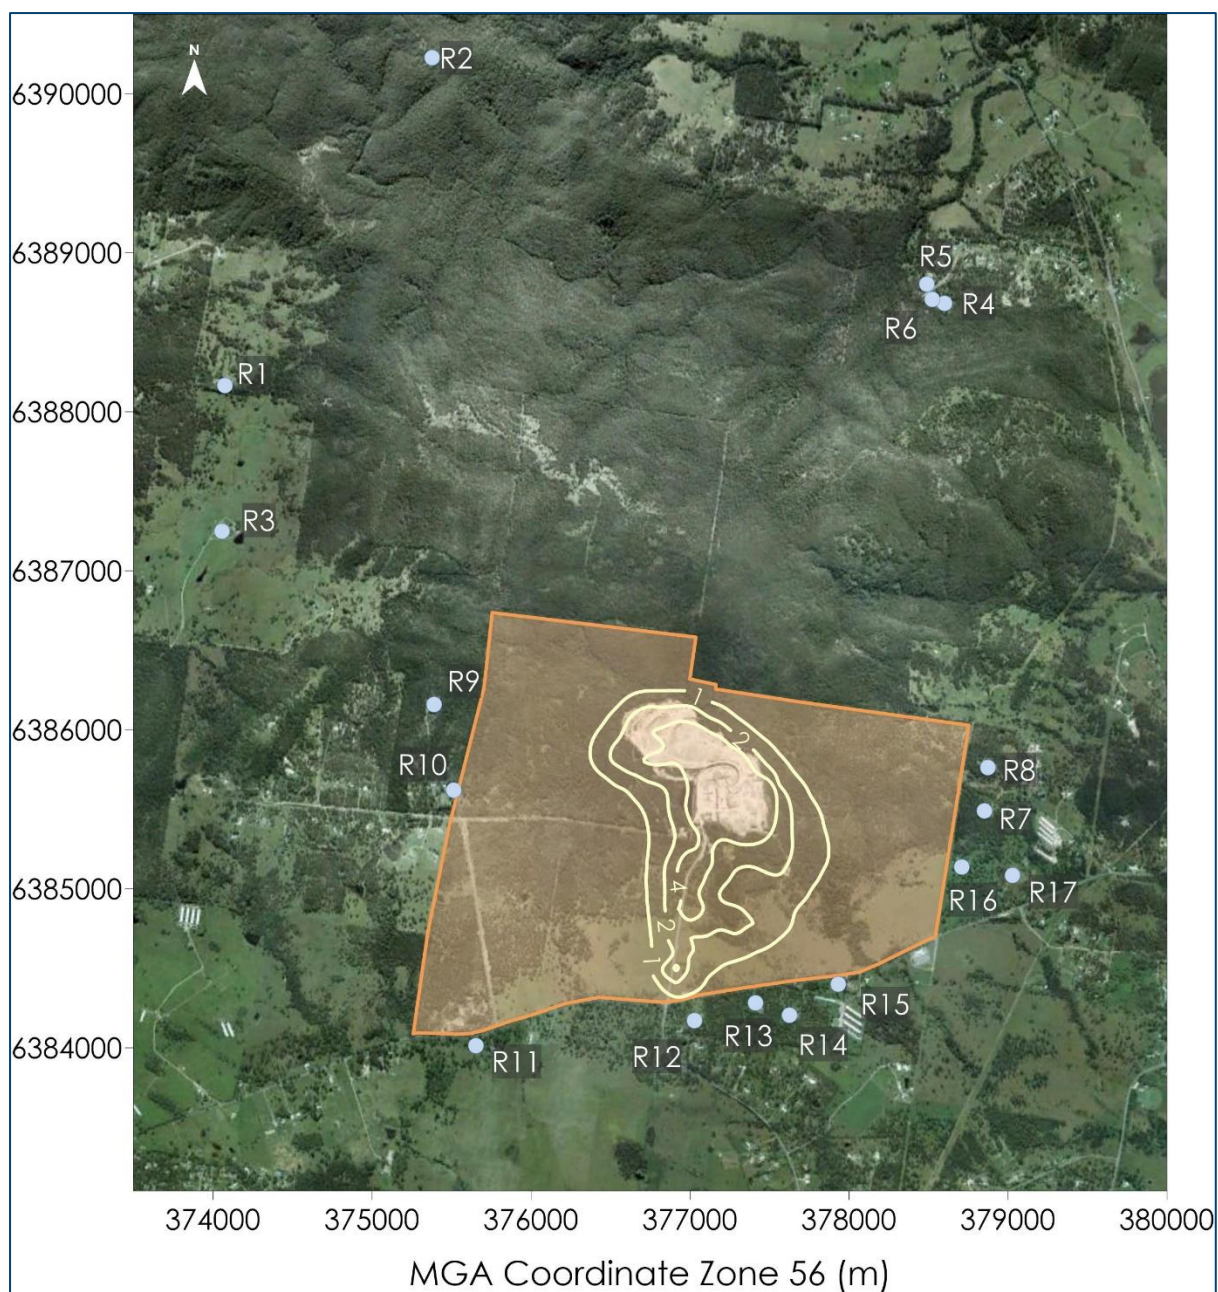 N
R2
6390000
6389000
R5
R4
R6
R1
6388000
R3
6387000
R9
1
6386000
2
R10
R8
R7
6385000
4
R16
R17
2
1
R15
R13
R14
R12
6384000
R11
374000 375000 376000 377000 378000 379000 380000
MGA Coordinate Zone 56 (m)